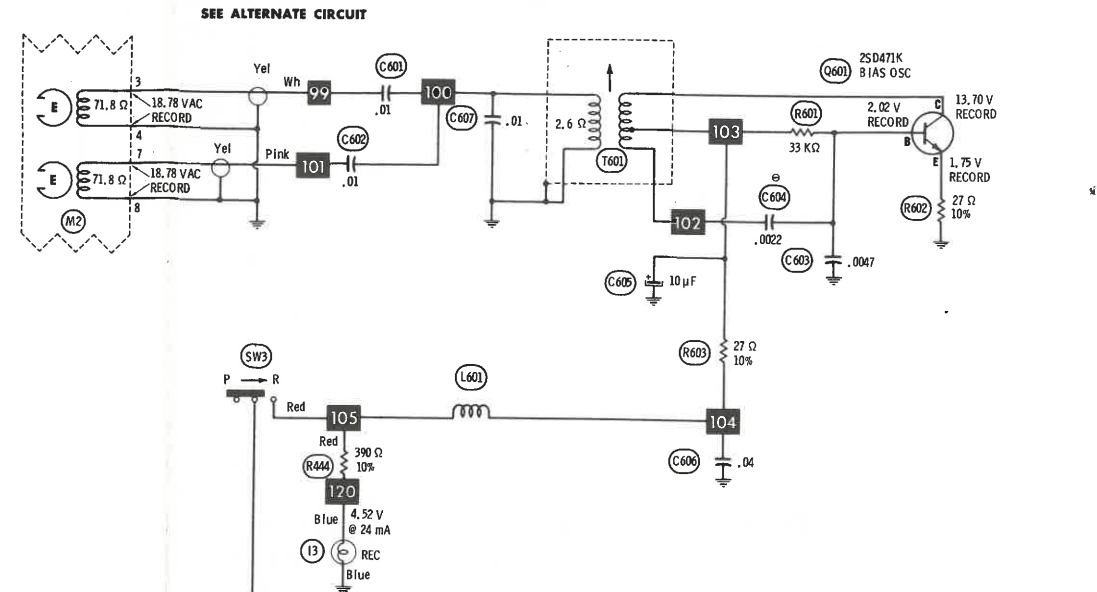 SEE ALTERNATE CIRCUIT
3
Yel
Wh
99
C601
.01
100
E
71.8 Ω
18.78 VAC
RECORD
4
C607
.01
2.6 Ω
T601
Q601
2SD471K
BIAS OSC
C
13.70 V
RECORD
2.02 V
RECORD
B
E
1.75 V
RECORD
103
R601
33 KΩ
7
Yel
Pink
101
C602
.01
E
71.8 Ω
18.78 VAC
RECORD
8
M2
102
⊖
C604
.0022
R602
27 Ω
10%
C603
.0047
C605
+
10 µF
R603
27 Ω
10%
SW3
P
R
Red
105
L601
104
Red
390 Ω
10%
R444
120
C606
.04
Blue
4.52 V
@ 24 mA
I3
REC
Blue